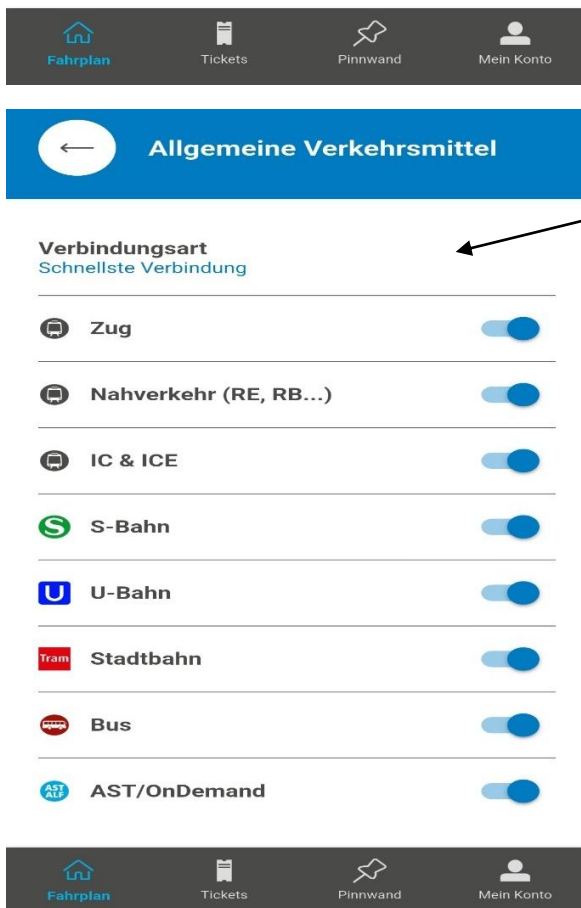 Fahrplan Tickets Pinnwand Mein Konto
Allgemeine Verkehrsmittel
Verbindungsart
Schnellste Verbindung
Zug
Nahverkehr (RE, RB...)
IC & ICE
S S-Bahn
U U-Bahn
Tram Stadtbahn
Bus
AST
ALF AST/OnDemand
Fahrplan Tickets Pinnwand Mein Konto